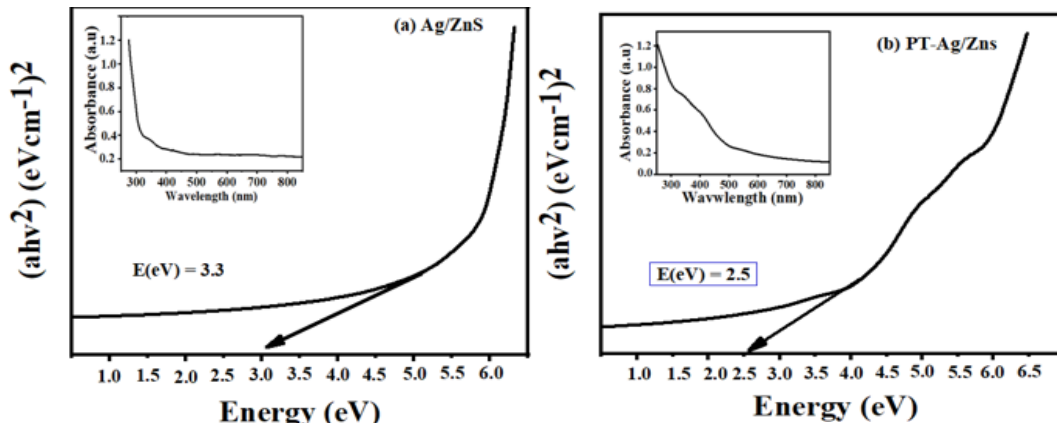 (a) Ag/ZnS
(ahv²) (eVcm-1)²
1.2
1.0
0.8
0.6
0.4
0.2
Absorbance (a.u)
300 400 500 600 700 800
Wavelength (nm)
E(eV) = 3.3
1.0 1.5 2.0 2.5 3.0 3.5 4.0 4.5 5.0 5.5 6.0
Energy (eV)
(b) PT-Ag/Zns
(ahv²) (eVcm-1)²
1.2
1.0
0.8
0.6
0.4
0.2
0.0
Absorbance (a.u)
300 400 500 600 700 800
Wavwlength (nm)
E(eV) = 2.5
1.0 1.5 2.0 2.5 3.0 3.5 4.0 4.5 5.0 5.5 6.0 6.5
Energy (eV)